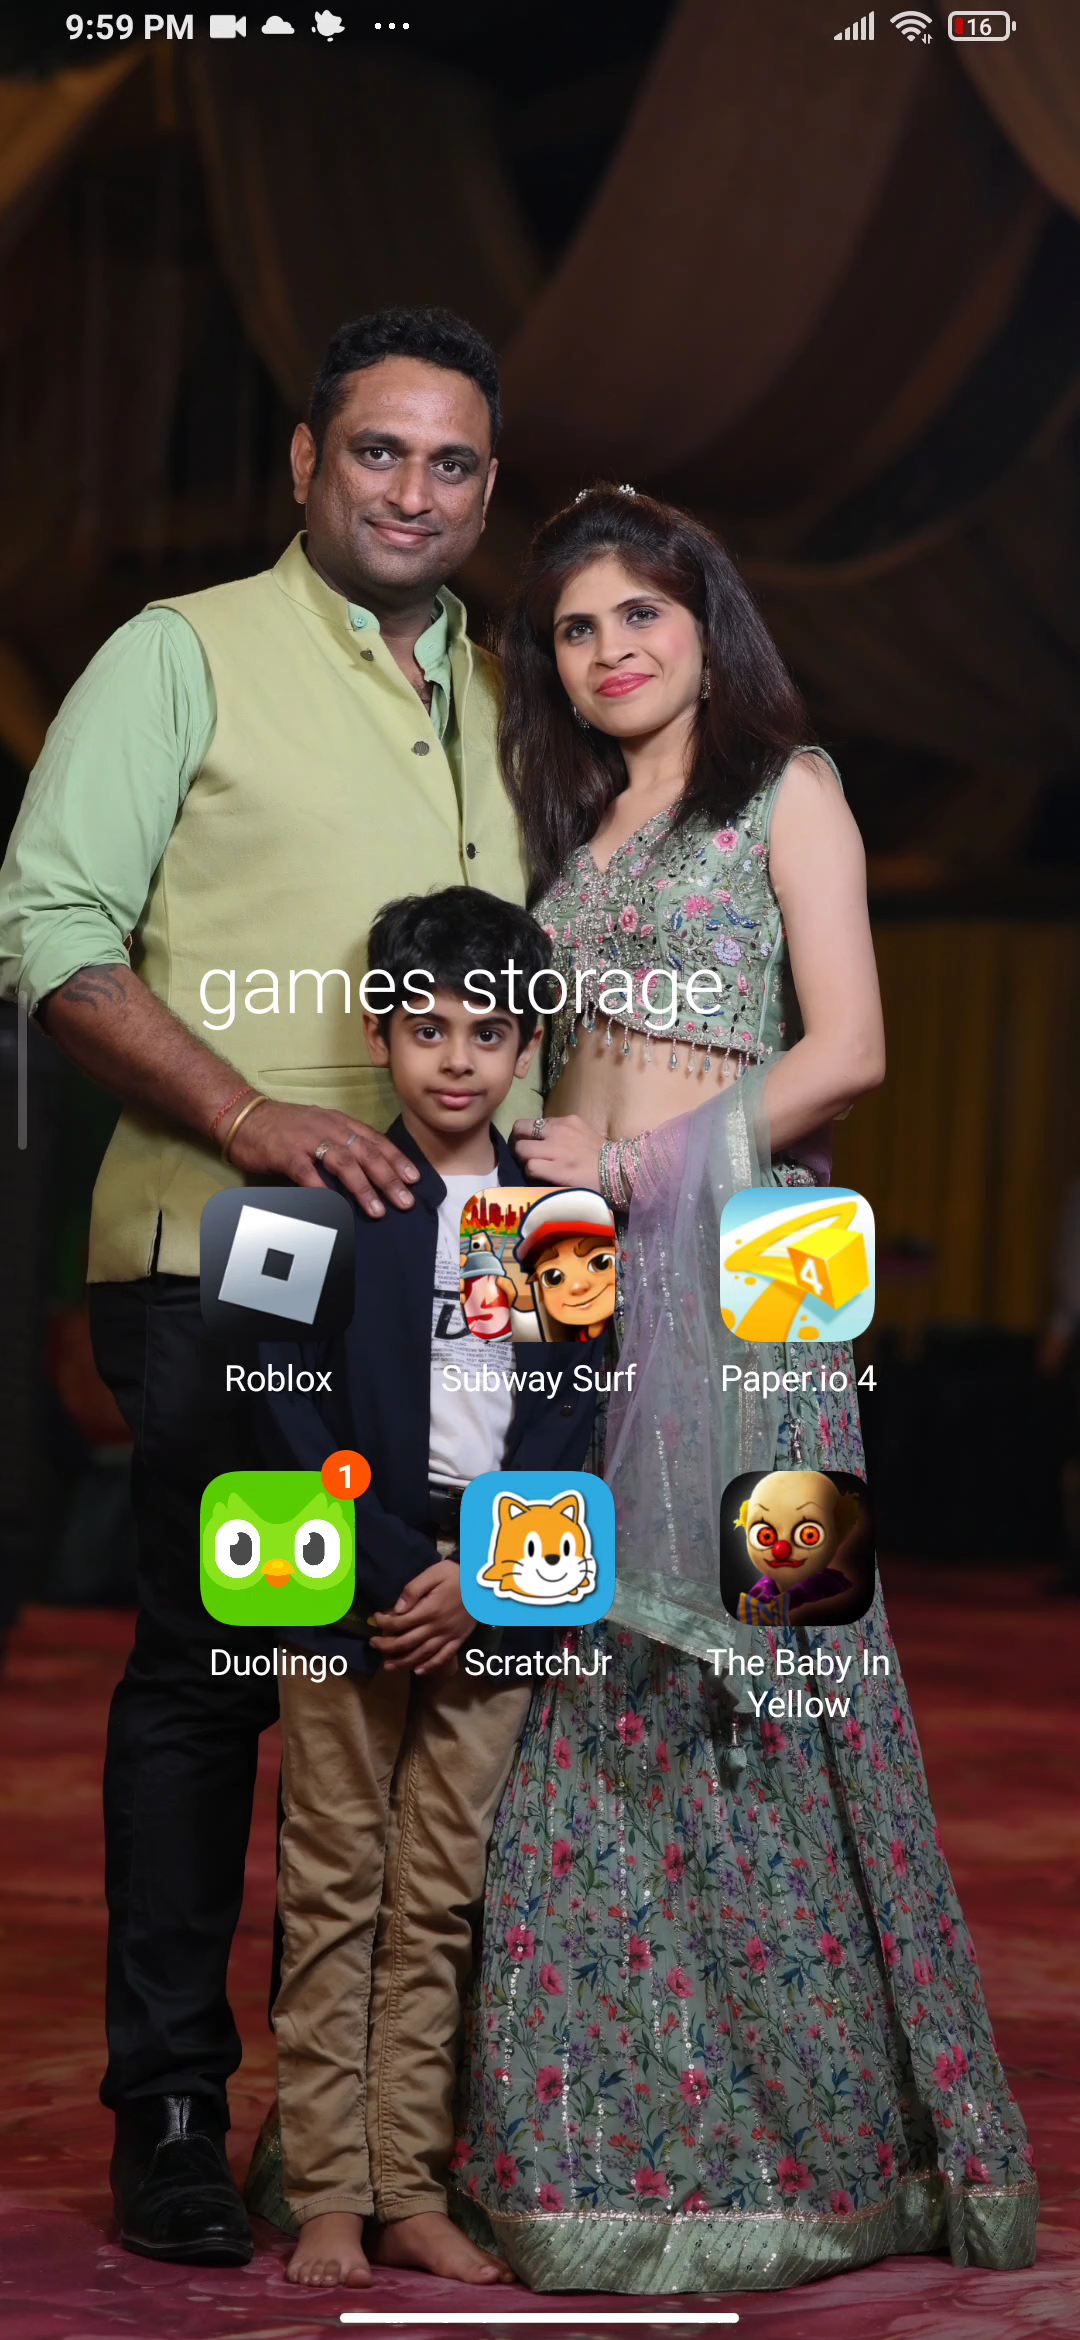 9:59 PM
16
games storage
4
Roblox
Subway Surf
Paper.io 4
1
Duolingo
ScratchJr
The Baby In
Yellow